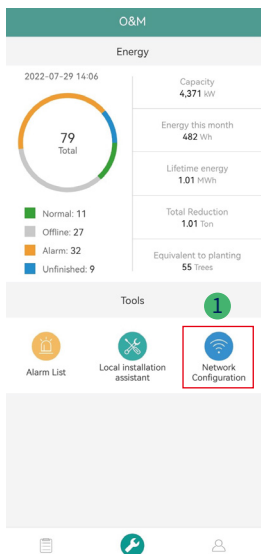 O&M
Energy
2022-07-29 14:06
79
Total
Normal: 11
Offline: 27
Alarm: 32
Unfinished: 9
Capacity
4,371 kW
Energy this month
482 Wh
Lifetime energy
1.01 MWh
Total Reduction
1.01 Ton
Equivalent to planting
55 Trees
Tools
1
Alarm List
Local installation
assistant
Network
Configuration